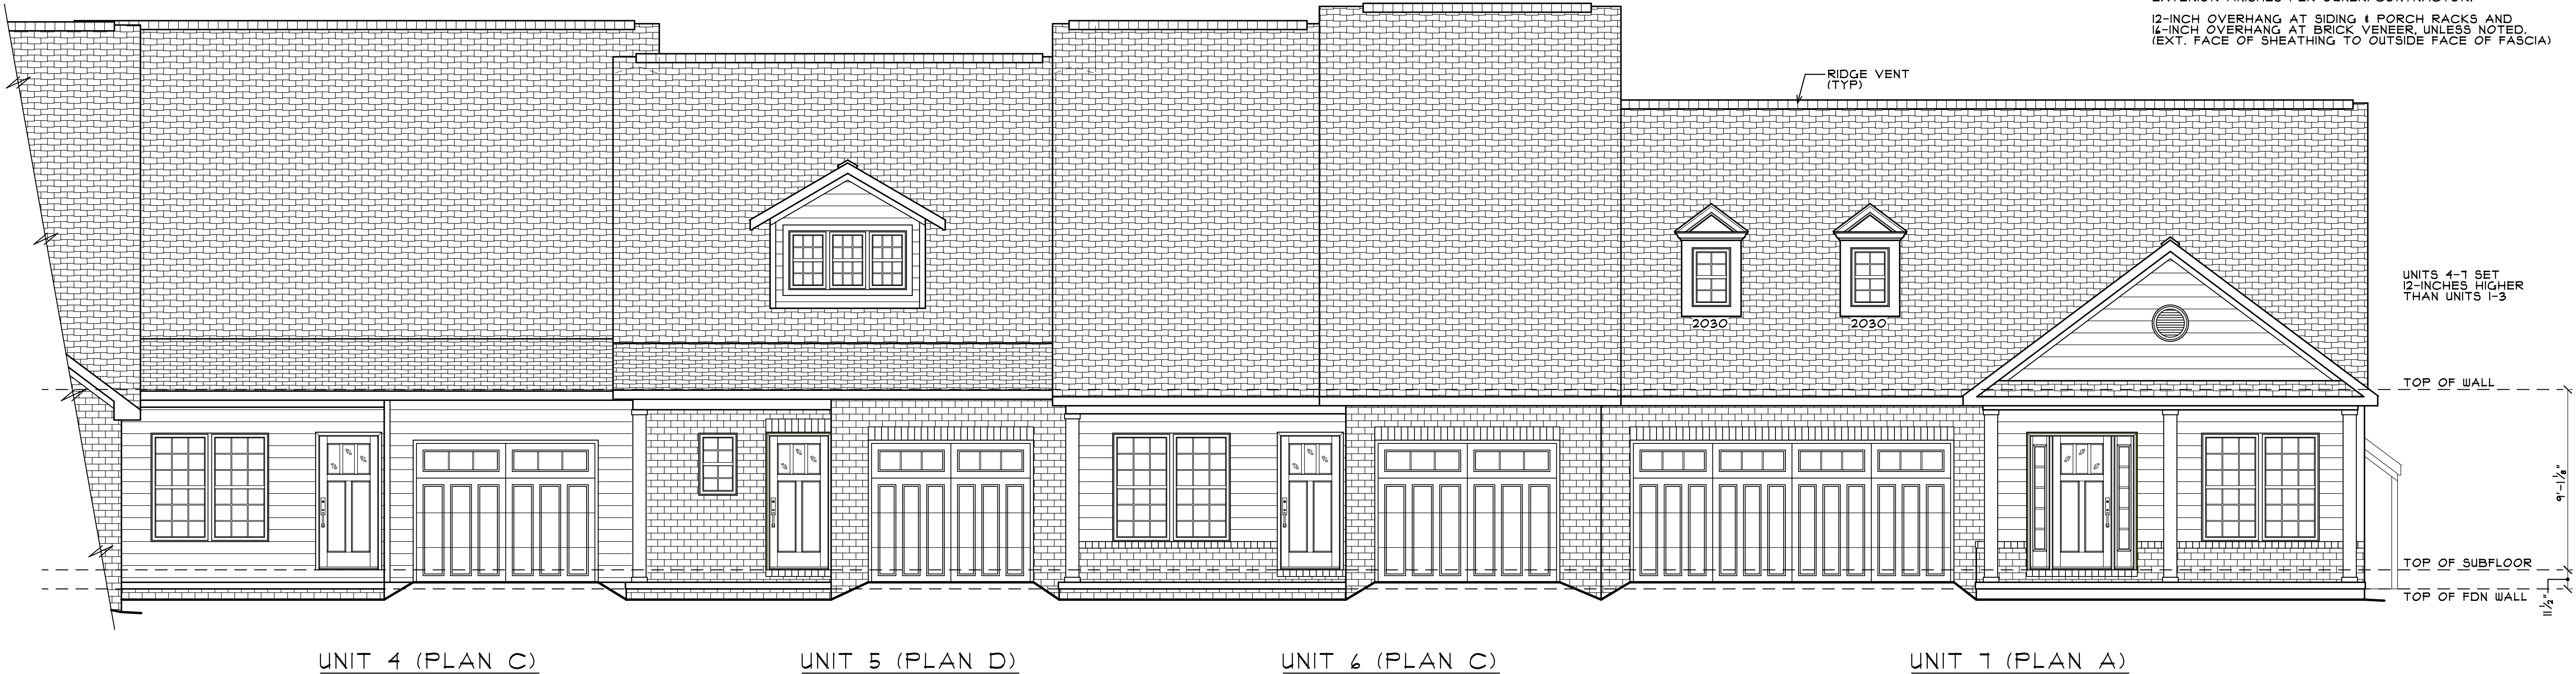 12-INCH OVERHANG AT SIDING & PORCH RACKS AND
16-INCH OVERHANG AT BRICK VENEER, UNLESS NOTED.
(EXT. FACE OF SHEATHING TO OUTSIDE FACE OF FASCIA)
RIDGE VENT
(TYP)
UNITS 4-7 SET
12-INCHES HIGHER
THAN UNITS 1-3
2030
2030
TOP OF WALL
9'-1⅛"
TOP OF SUBFLOOR
TOP OF FDN WALL
11½"
UNIT 4 (PLAN C)
UNIT 5 (PLAN D)
UNIT 6 (PLAN C)
UNIT 7 (PLAN A)